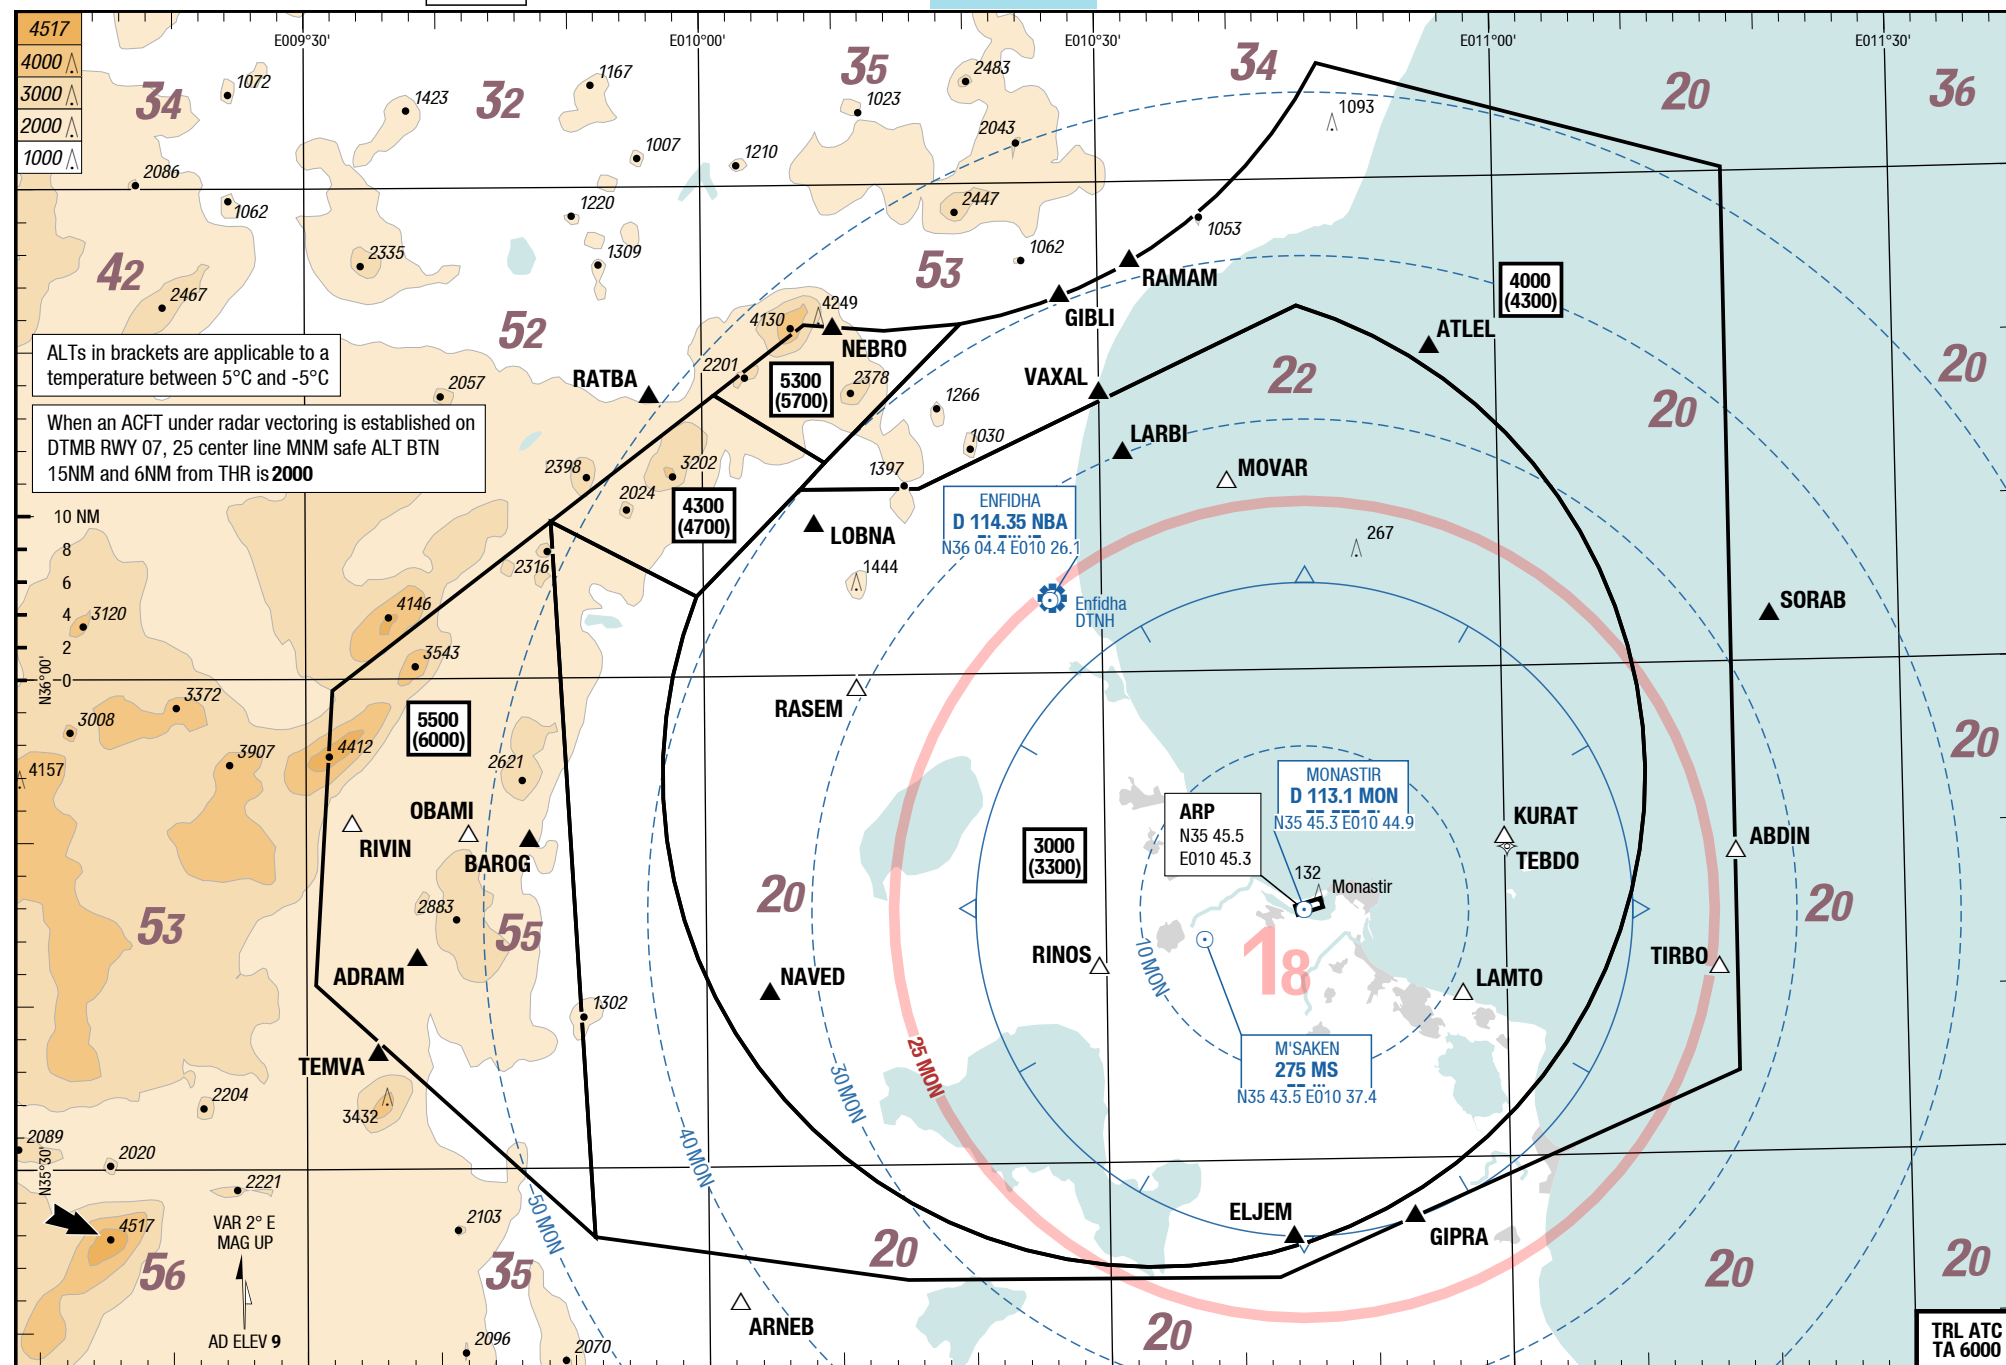 4517
4000
3000
2000
1000
E009°30'
E010°00'
E010°30'
E011°00'
E011°30'
34
32
35
34
20
36
1072
1423
1167
1023
2483
1093
2043
1007
1210
2086
1062
1220
2447
1053
1309
1062
2335
42
53
2467
RAMAM
4000
(4300)
GIBLI
4249
4130
NEBRO
52
ATLEL
ALTs in brackets are applicable to a
temperature between 5°C and -5°C
RATBA
2201
5300
(5700)
2378
VAXAL
22
20
20
2057
1266
When an ACFT under radar vectoring is established on
DTMB RWY 07, 25 center line MNM safe ALT BTN
15NM and 6NM from THR is 2000
LARBI
1030
MOVAR
2398
3202
1397
2024
4300
(4700)
ENFIDHA
D 114.35 NBA
N36 04.4 E010 26.1
LOBNA
267
10 NM
8
6
4
2
0
N36°00'
2316
1444
Enfidha
DTNH
SORAB
3120
4146
3543
RASEM
3372
3008
5500
(6000)
4412
3907
4157
2621
20
MONASTIR
D 113.1 MON
N35 45.3 E010 44.9
ARP
N35 45.5
E010 45.3
OBAMI
RIVIN
BAROG
KURAT
TEBDO
ABDIN
3000
(3300)
132
Monastir
20
20
2883
53
55
18
RINOS
TIRBO
ADRAM
NAVED
LAMTO
10 MON
1302
M'SAKEN
275 MS
N35 43.5 E010 37.4
25 MON
30 MON
40 MON
50 MON
TEMVA
2204
3432
2089
2020
N35°30'
2221
4517
VAR 2° E
MAG UP
AD ELEV 9
2103
ELJEM
GIPRA
56
35
20
20
20
ARNEB
20
2096
2070
TRL ATC
TA 6000